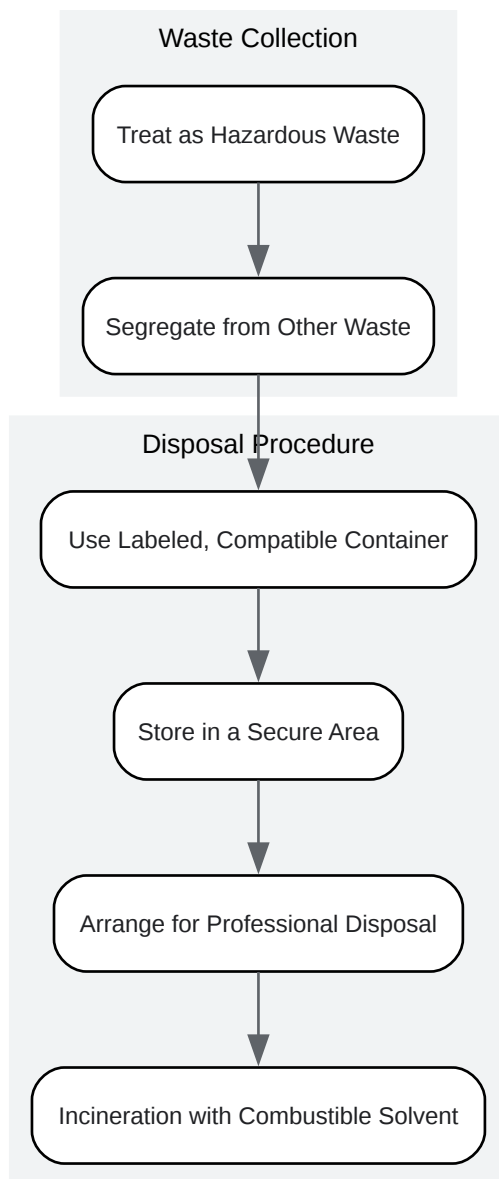 Waste Collection
Treat as Hazardous Waste
Segregate from Other Waste
Disposal Procedure
Use Labeled, Compatible Container
Store in a Secure Area
Arrange for Professional Disposal
Incineration with Combustible Solvent